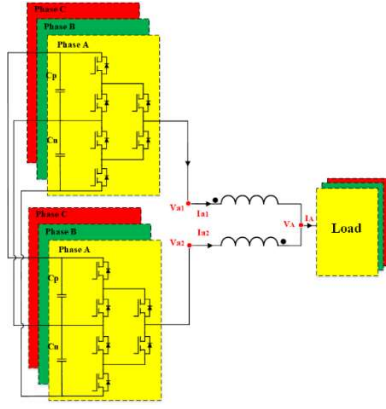 Phase C
Phase B
Phase A
Cp
Cn
Va1
Ia1
Ia2
VA
IA
Load
Va2
Phase C
Phase B
Phase A
Cp
Cn